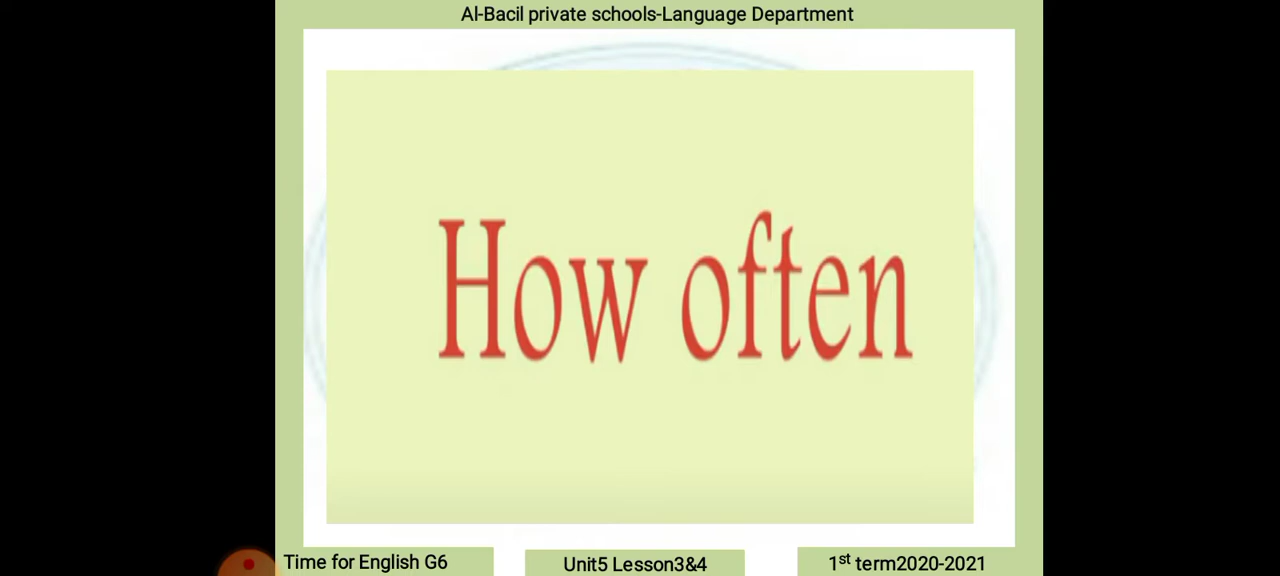 Al-Bacil private schools-Language Department
How often
Time for English G6
Unit5 Lesson3&4
1st term2020-2021